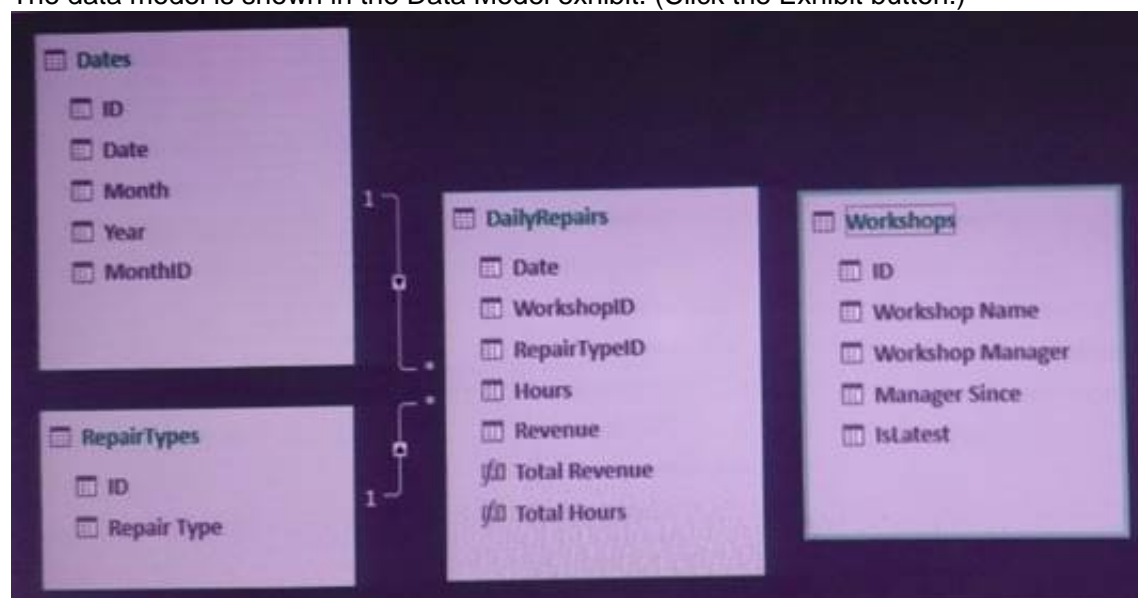 The data model is shown in the Data Model exhibit. (Click the Exhibit button.)
Dates
ID
Date
Month
Year
MonthID
1
*
RepairTypes
ID
Repair Type
1
*
DailyRepairs
Date
WorkshopID
RepairTypeID
Hours
Revenue
Total Revenue
Total Hours
Workshops
ID
Workshop Name
Workshop Manager
Manager Since
IsLatest